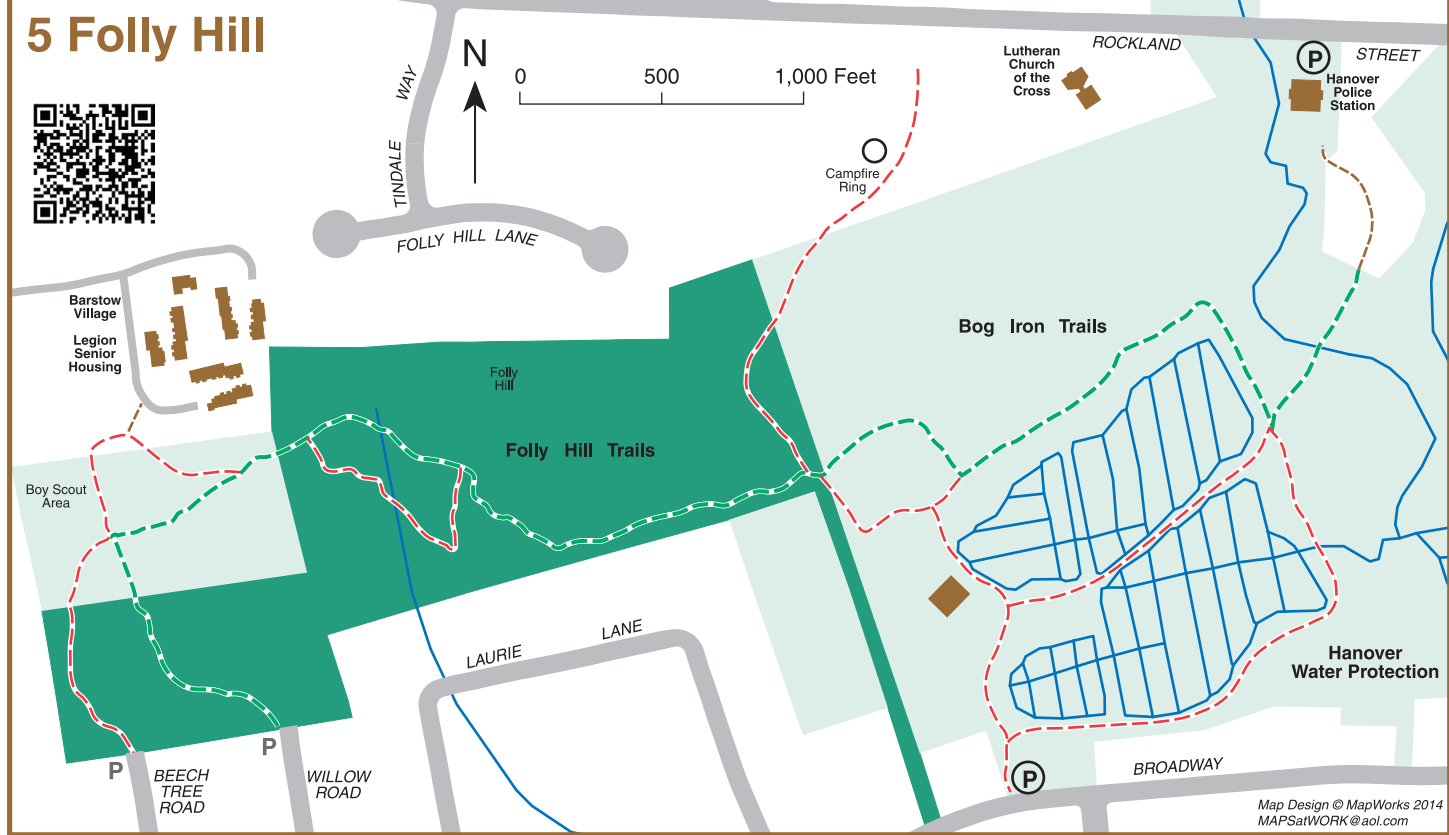 5 Folly Hill
N
0 500 1,000 Feet
TINDALE WAY
FOLLY HILL LANE
ROCKLAND STREET
Lutheran
Church
of the
Cross
P
Hanover
Police
Station
Campfire
Ring
Barstow
Village
Legion
Senior
Housing
Folly
Hill
Folly Hill Trails
Bog Iron Trails
Boy Scout
Area
LAURIE LANE
Hanover
Water Protection
P
BEECH
TREE
ROAD
P
WILLOW
ROAD
P
BROADWAY
Map Design © MapWorks 2014
MAPSatWORK@aol.com